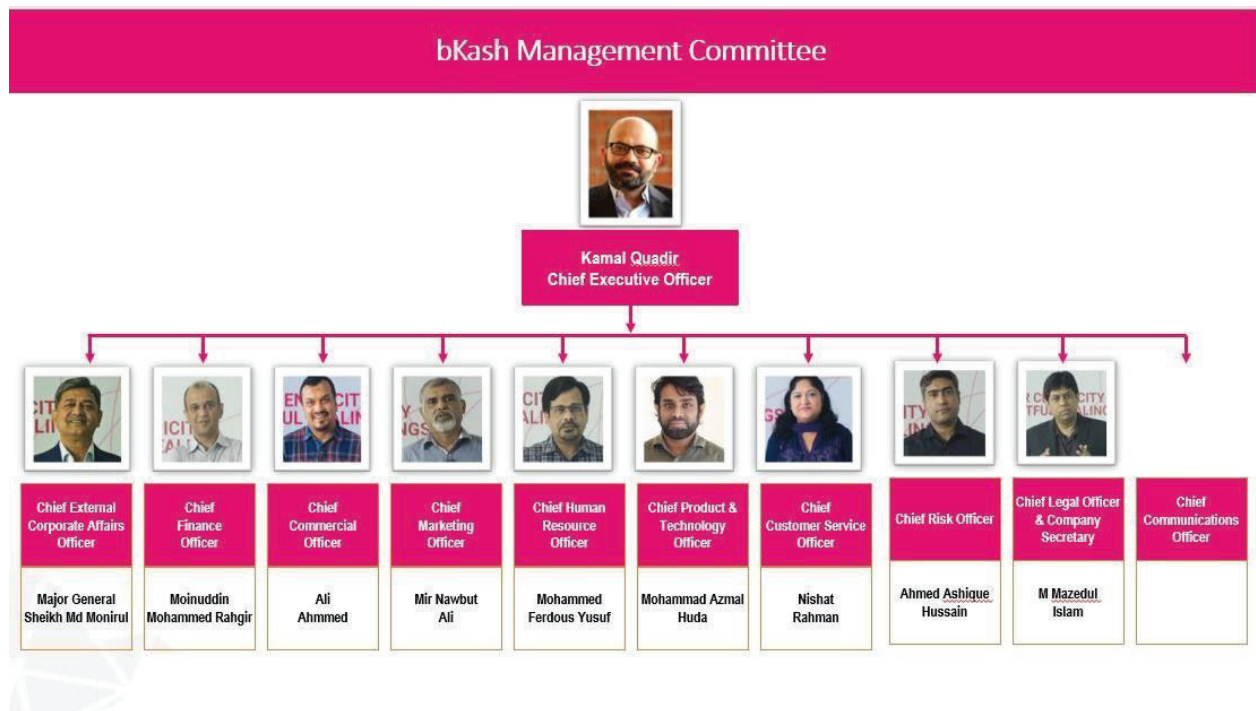 bKash Management Committee
Kamal Quadir
Chief Executive Officer
Chief External
Corporate Affairs
Officer
Major General
Sheikh Md Monirul
Chief
Finance
Officer
Moinuddin
Mohammed Rahgir
Chief
Commercial
Officer
Ali
Ahmmed
Chief
Marketing
Officer
Mir Nawbut
Ali
Chief Human
Resource
Officer
Mohammed
Ferdous Yusuf
Chief Product &
Technology
Officer
Mohammad Azmal
Huda
Chief
Customer Service
Officer
Nishat
Rahman
Chief Risk Officer
Ahmed Ashique
Hussain
Chief Legal Officer
& Company
Secretary
M Mazedul
Islam
Chief
Communications
Officer